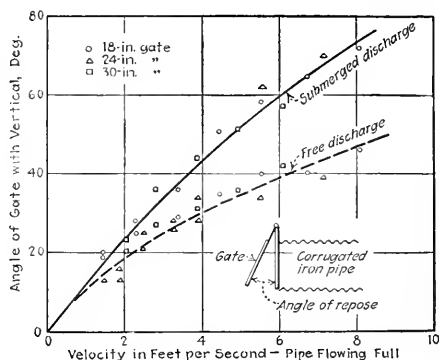 80
60
40
20
0
Angle of Gate with Vertical, Deg.
○ 18-in. gate
△ 24-in. "
□ 30-in. "
Submerged discharge
Free discharge
Gate
Corrugated
iron pipe
Angle of repose
0 2 4 6 8 10
Velocity in Feet per Second - Pipe Flowing Full